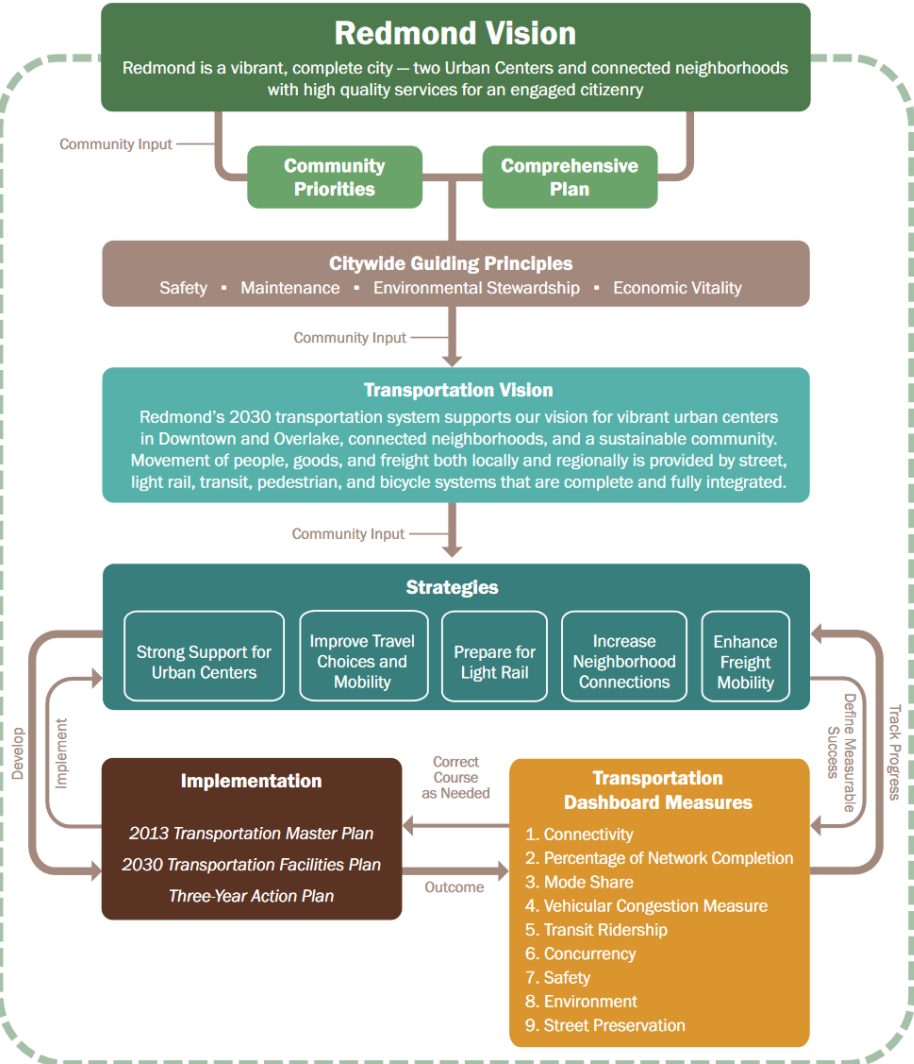 Redmond Vision
Redmond is a vibrant, complete city — two Urban Centers and connected neighborhoods
with high quality services for an engaged citizenry
Community Input
Community
Priorities
Comprehensive
Plan
Citywide Guiding Principles
Safety ▪ Maintenance ▪ Environmental Stewardship ▪ Economic Vitality
Community Input
Transportation Vision
Redmond's 2030 transportation system supports our vision for vibrant urban centers
in Downtown and Overlake, connected neighborhoods, and a sustainable community.
Movement of people, goods, and freight both locally and regionally is provided by street,
light rail, transit, pedestrian, and bicycle systems that are complete and fully integrated.
Community Input
Strategies
Strong Support for
Urban Centers
Improve Travel
Choices and
Mobility
Prepare for
Light Rail
Increase
Neighborhood
Connections
Enhance
Freight
Mobility
Develop
Implement
Define Measurable
Success
Track Progress
Implementation
2013 Transportation Master Plan
2030 Transportation Facilities Plan
Three-Year Action Plan
Correct
Course
as Needed
Outcome
Transportation
Dashboard Measures
1. Connectivity
2. Percentage of Network Completion
3. Mode Share
4. Vehicular Congestion Measure
5. Transit Ridership
6. Concurrency
7. Safety
8. Environment
9. Street Preservation